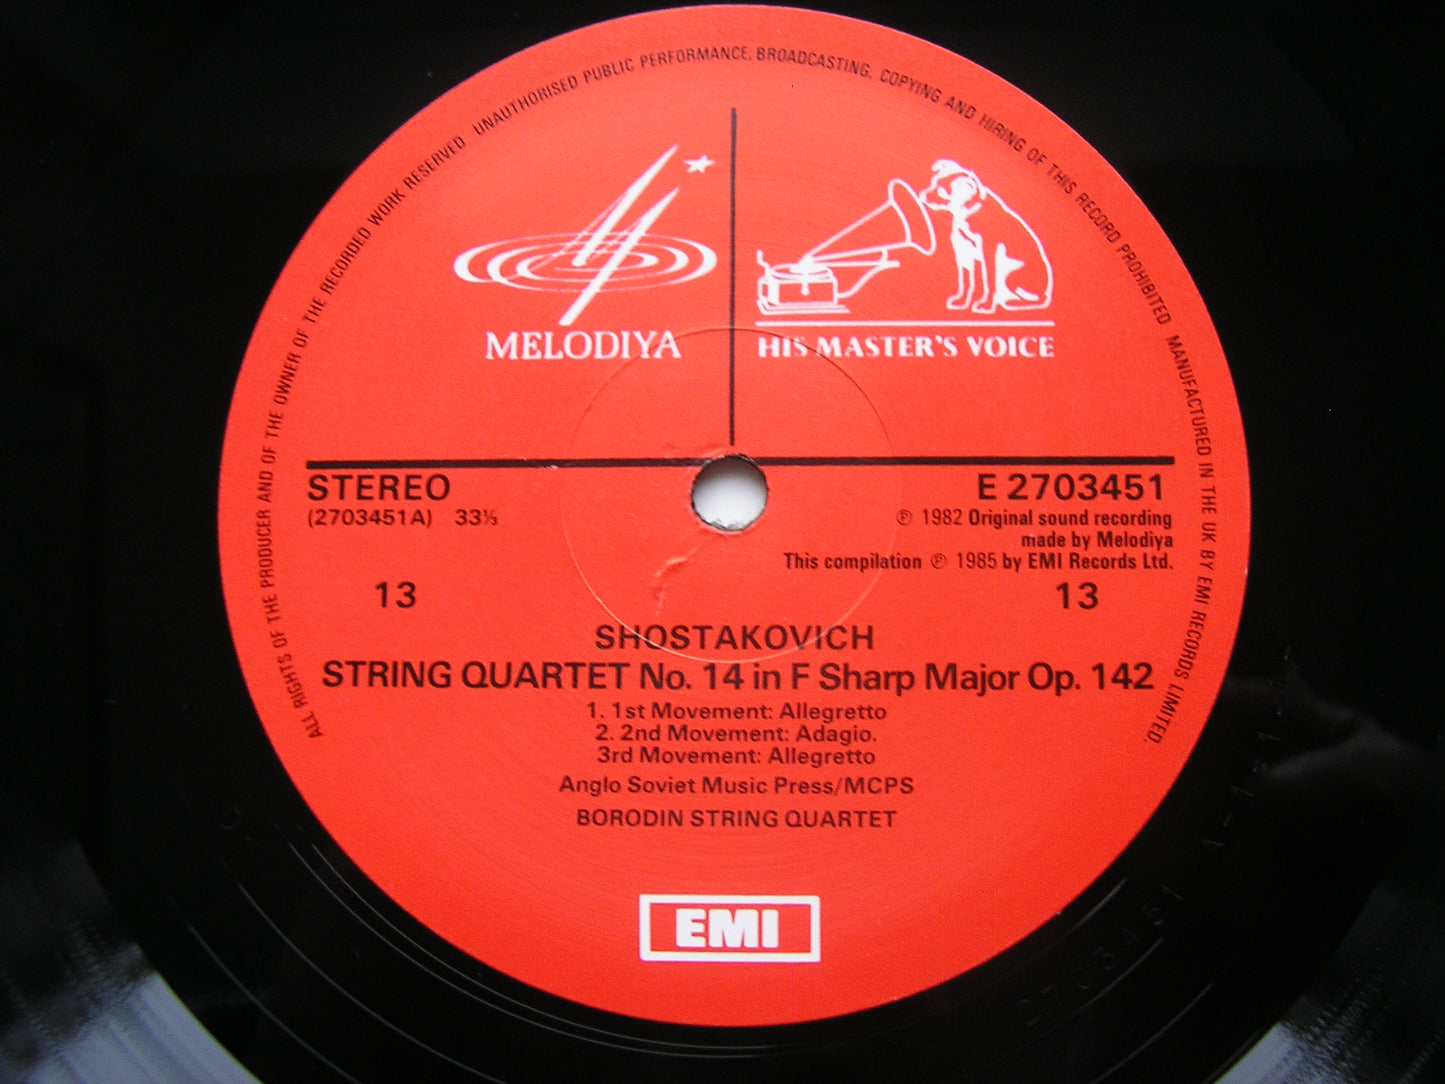 ALL RIGHTS OF THE PRODUCER AND OF THE OWNER OF THE RECORDED WORK RESERVED UNAUTHORISED PUBLIC PERFORMANCE, BROADCASTING, COPYING AND HIRING OF THIS RECORD PROHIBITED MANUFACTURED IN THE UK BY EMI RECORDS LIMITED.
MELODIYA
HIS MASTER'S VOICE
STEREO
(2703451A) 33⅓
E 2703451
℗ 1982 Original sound recording
made by Melodiya
This compilation ℗ 1985 by EMI Records Ltd.
13
13
SHOSTAKOVICH
STRING QUARTET No. 14 in F Sharp Major Op. 142
1. 1st Movement: Allegretto
2. 2nd Movement: Adagio.
3rd Movement: Allegretto
Anglo Soviet Music Press/MCPS
BORODIN STRING QUARTET
EMI